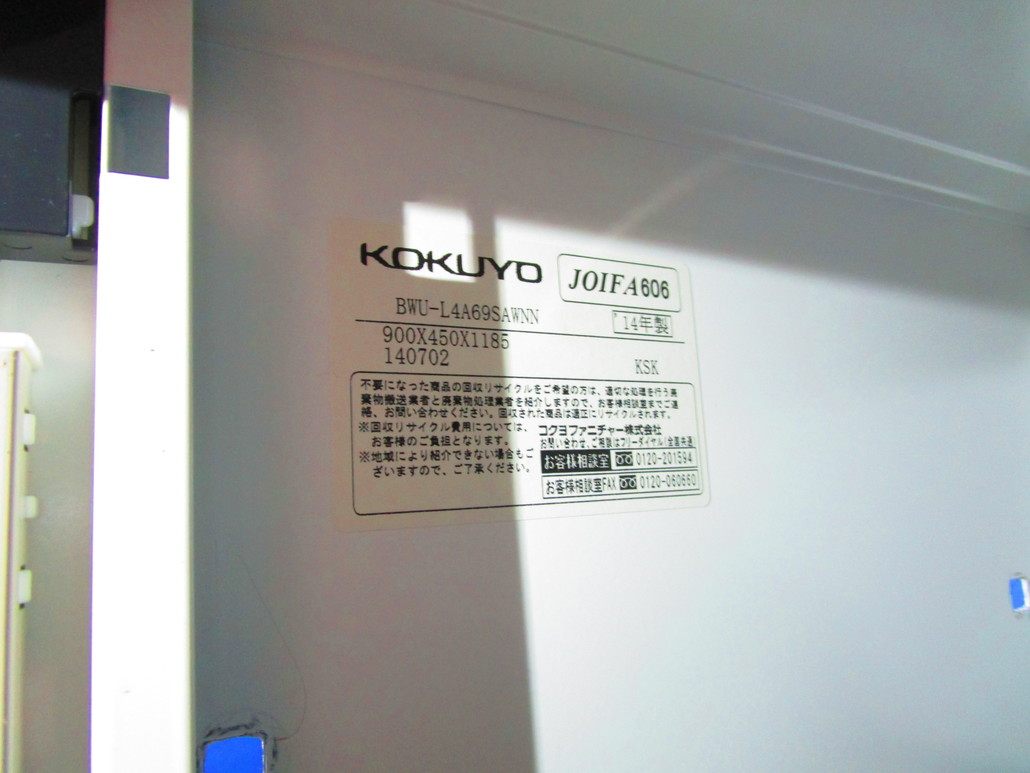 KOKUYO
JOIFA606
BWU-L4A69SAWNN
'14年製
900X450X1185
140702
KSK
不要になった商品の回収リサイクルをご希望の方は、適切な処理を行う廃
棄物搬送業者と廃棄物処理業者を紹介しますので、お客様相談室までご連
絡、お問い合わせください。回収された商品は適正にリサイクルされます。
※回収リサイクル費用については、
お客様のご負担となります。
※地域により紹介できない場合もご
ざいますので、ご了承ください。
コクヨファニチャー株式会社
お問い合わせ、ご相談はフリーダイヤル(全国共通
お客様相談室 0120-201594
お客様相談室FAX 0120-060660